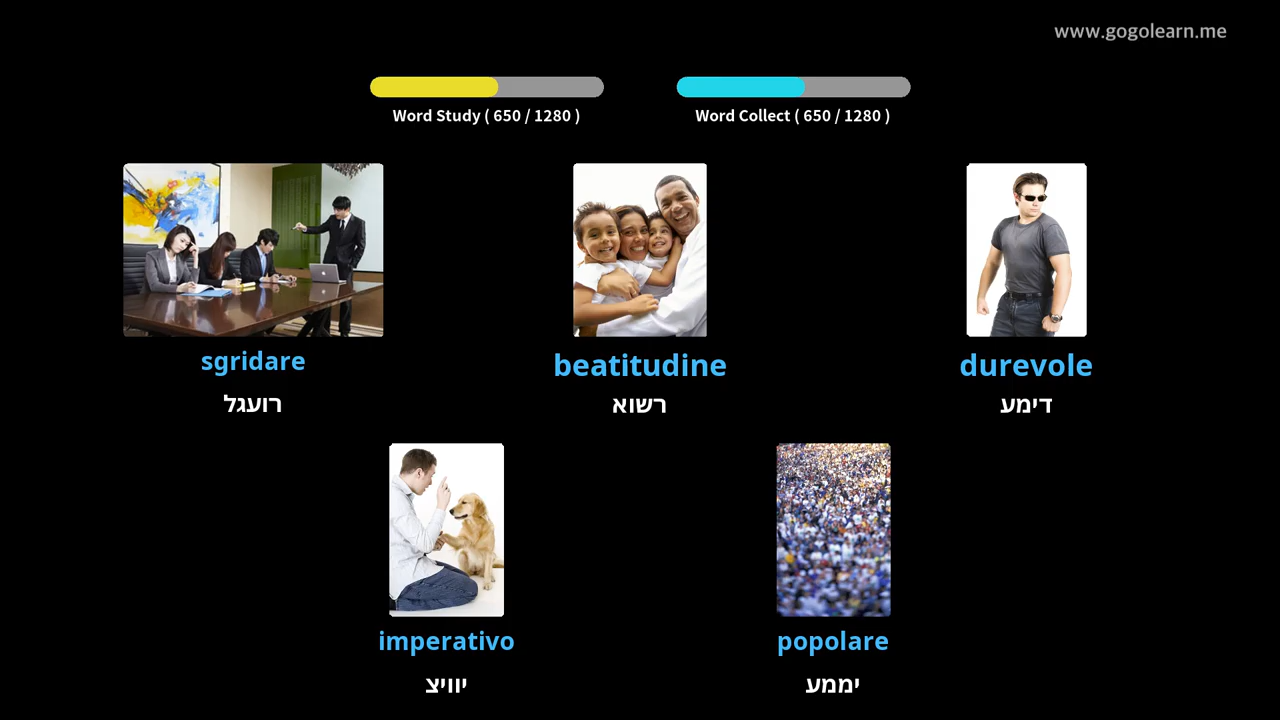 www.gogolearn.me
Word Study ( 650 / 1280 )
Word Collect ( 650 / 1280 )
sgridare
רועגל
beatitudine
רשוא
durevole
דימע
imperativo
יוויצ
popolare
יממע